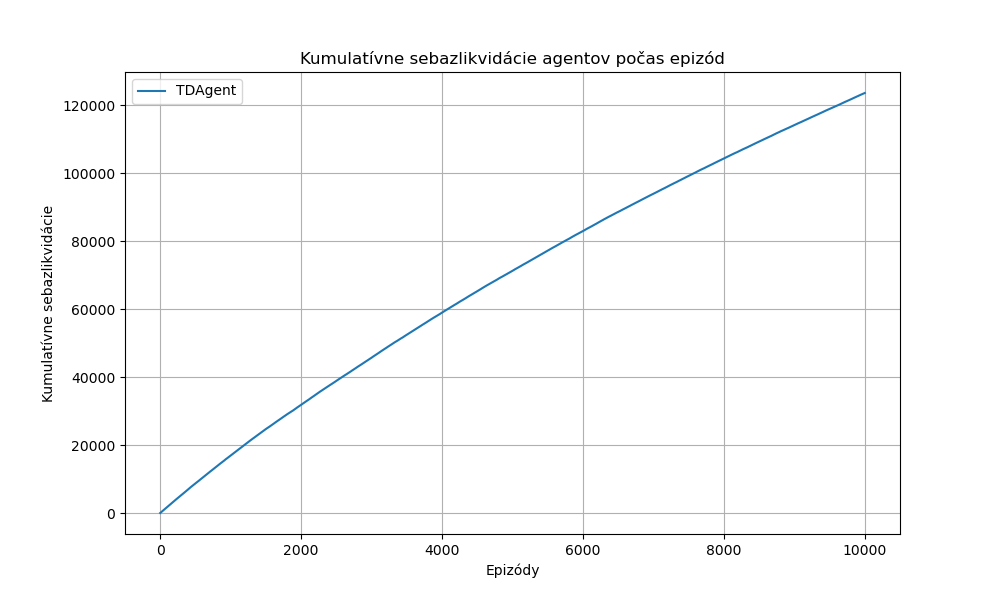 Kumulatívne sebazlikvidácie agentov počas epizód
TDAgent
Kumulatívne sebazlikvidácie
120000
100000
80000
60000
40000
20000
0
0 2000 4000 6000 8000 10000
Epizódy